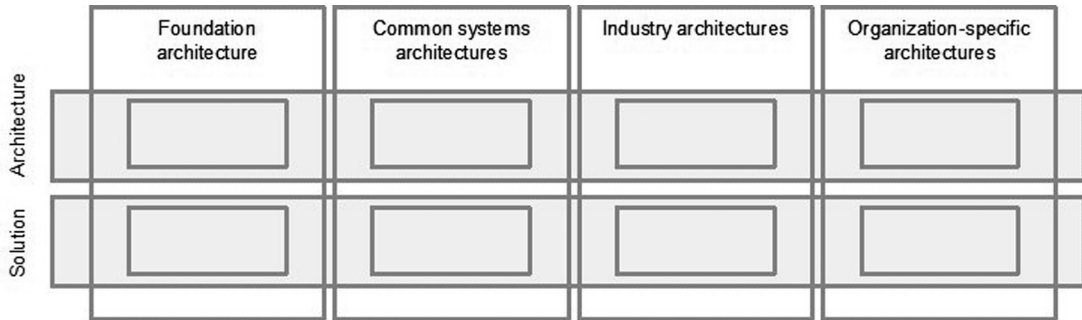 Foundation
architecture
Common systems
architectures
Industry architectures
Organization-specific
architectures
Architecture
Solution